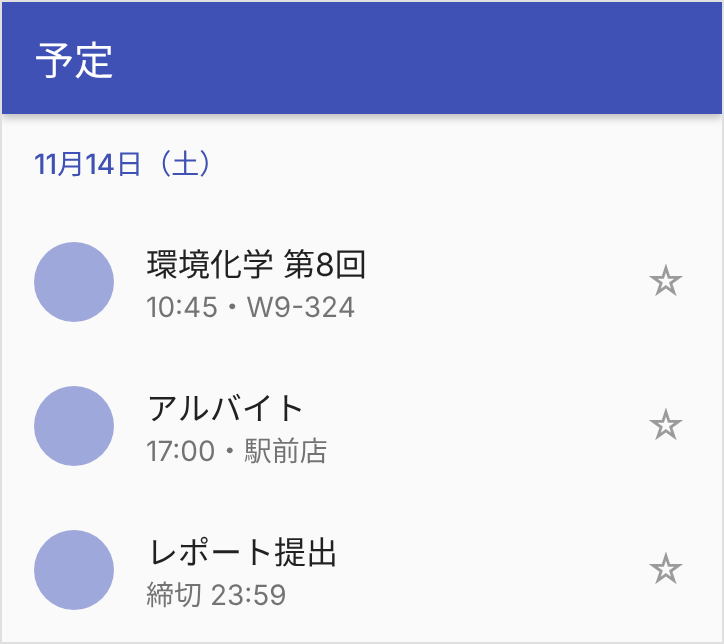 予定
11月14日（土）
環境化学 第8回
10:45・W9-324
アルバイト
17:00・駅前店
レポート提出
締切 23:59